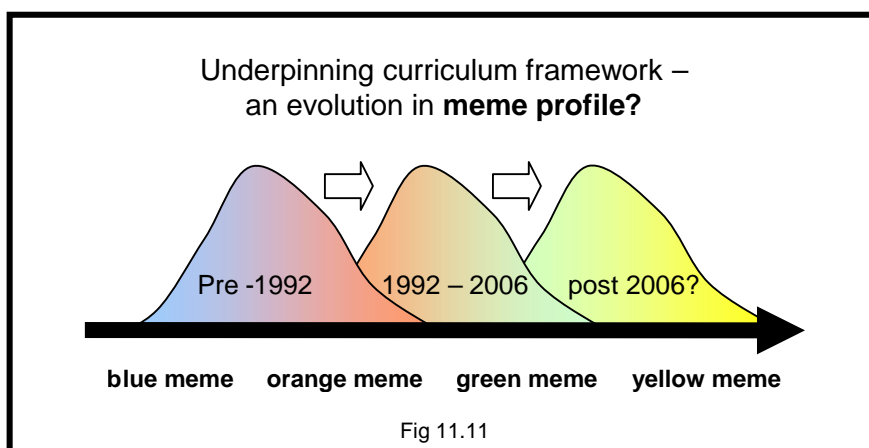 Underpinning curriculum framework –
an evolution in meme profile?
Pre -1992
1992 – 2006
post 2006?
blue meme
orange meme
green meme
yellow meme
Fig 11.11